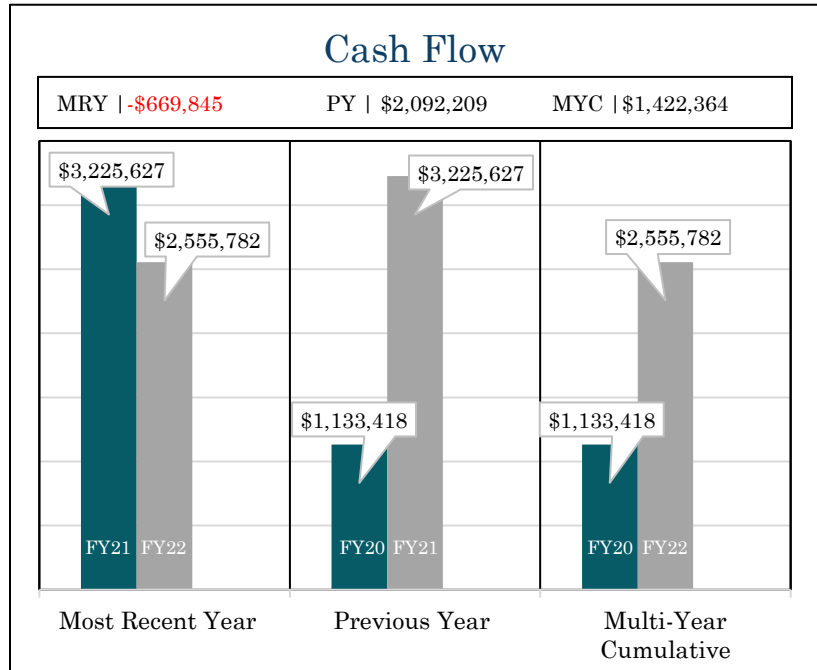 Cash Flow
MRY |-$669,845 PY | $2,092,209 MYC |$1,422,364
$3,225,627
$2,555,782
$3,225,627
$1,133,418
$2,555,782
$1,133,418
FY21 FY22 FY20 FY21 FY20 FY22
Most Recent Year Previous Year Multi-Year
Cumulative